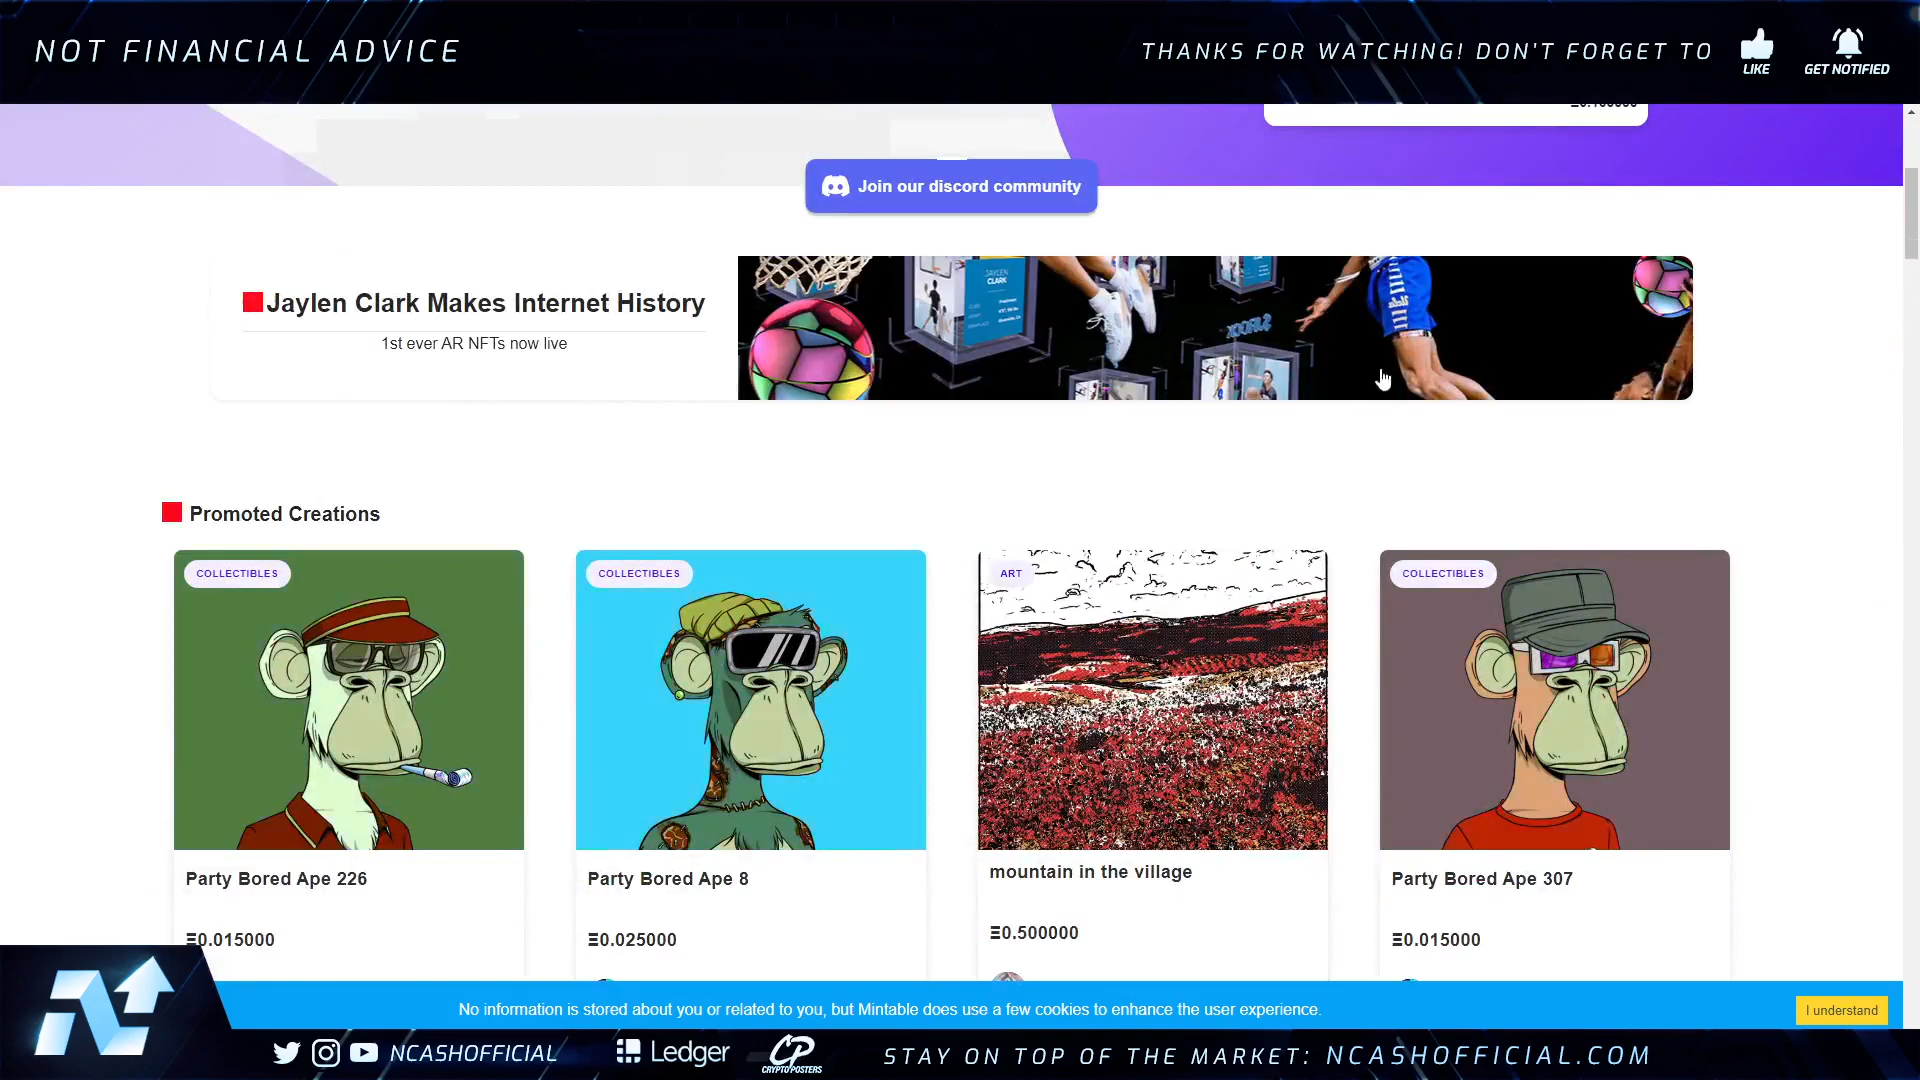 NOT FINANCIAL ADVICE
THANKS FOR WATCHING! DON'T FORGET TO
LIKE
GET NOTIFIED
Join our discord community
Jaylen Clark Makes Internet History
1st ever AR NFTs now live
JAYLEN
CLARK
Promoted Creations
COLLECTIBLES
COLLECTIBLES
ART
COLLECTIBLES
Party Bored Ape 226
Party Bored Ape 8
mountain in the village
Party Bored Ape 307
Ξ0.015000
Ξ0.025000
Ξ0.500000
Ξ0.015000
No information is stored about you or related to you, but Mintable does use a few cookies to enhance the user experience.
I understand
NCASHOFFICIAL
Ledger
CP
CRYPTO POSTERS
STAY ON TOP OF THE MARKET: NCASHOFFICIAL.COM